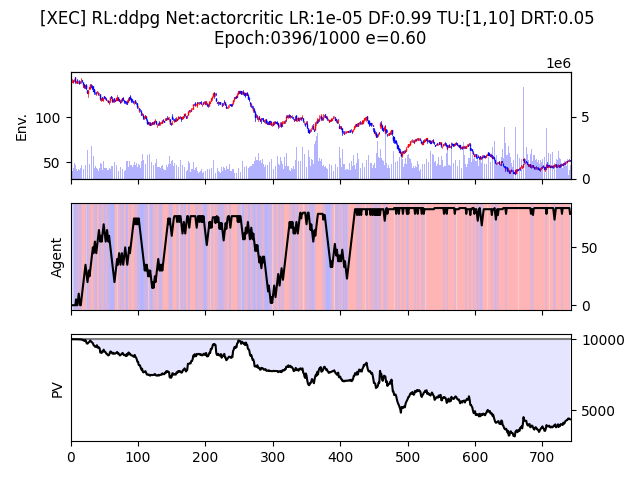 [XEC] RL:ddpg Net:actorcritic LR:1e-05 DF:0.99 TU:[1,10] DRT:0.05
Epoch:0396/1000 e=0.60
1e6
Env.
100
50
5
0
Agent
50
0
PV
10000
5000
0 100 200 300 400 500 600 700